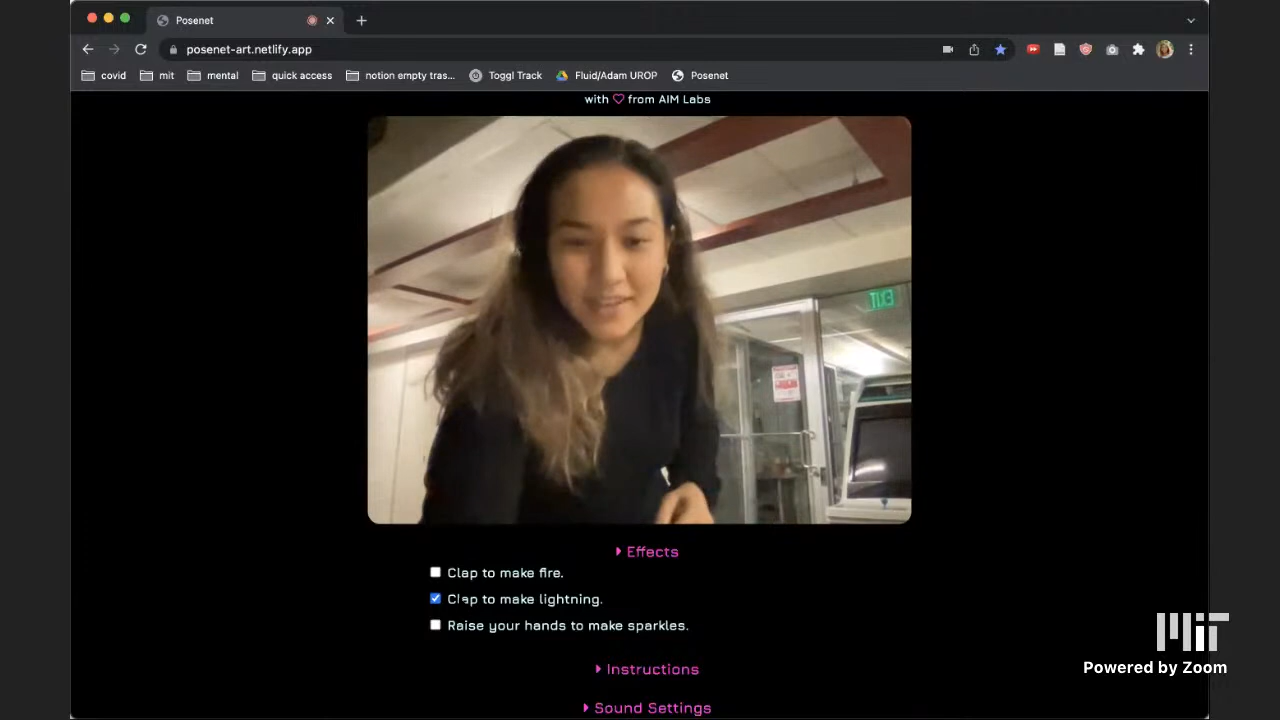 Posenet
posenet-art.netlify.app
covid mit mental quick access notion empty tras... Toggl Track Fluid/Adam UROP Posenet
with ♡ from AIM Labs
EXIT
Effects
Clap to make fire.
Clap to make lightning.
Raise your hands to make sparkles.
Instructions
Sound Settings
MIT
Powered by Zoom